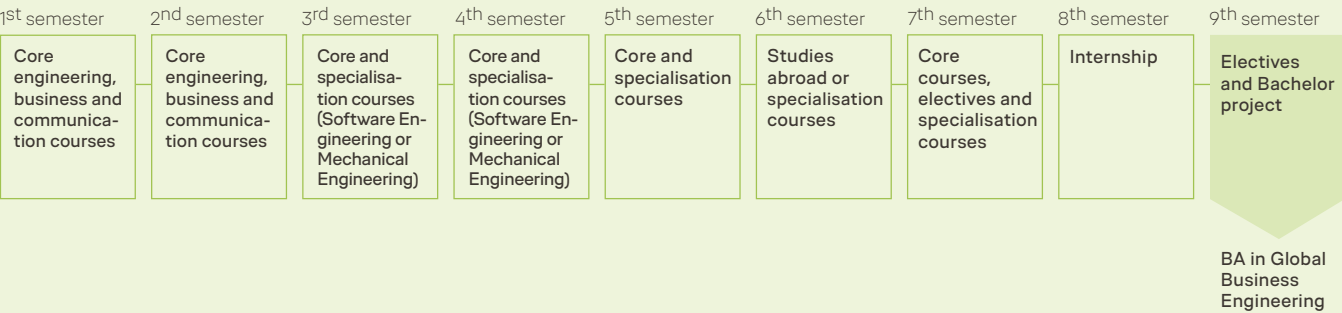 1st semester
Core
engineering,
business and
communica-
tion courses
2nd semester
Core
engineering,
business and
communica-
tion courses
3rd semester
Core and
specialisa-
tion courses
(Software En-
gineering or
Mechanical
Engineering)
4th semester
Core and
specialisa-
tion courses
(Software En-
gineering or
Mechanical
Engineering)
5th semester
Core and
specialisation
courses
6th semester
Studies
abroad or
specialisation
courses
7th semester
Core
courses,
electives and
specialisation
courses
8th semester
Internship
9th semester
Electives
and Bachelor
project
BA in Global
Business
Engineering